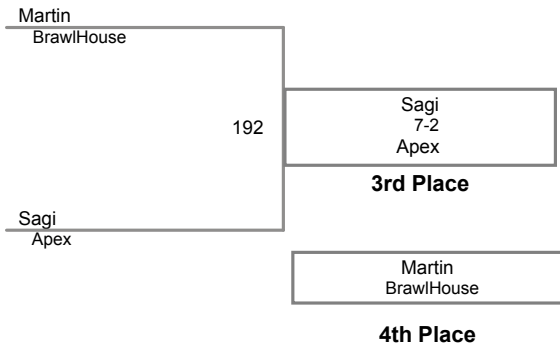 Martin
BrawlHouse
192
Sagi
7-2
Apex
3rd Place
Sagi
Apex
Martin
BrawlHouse
4th Place